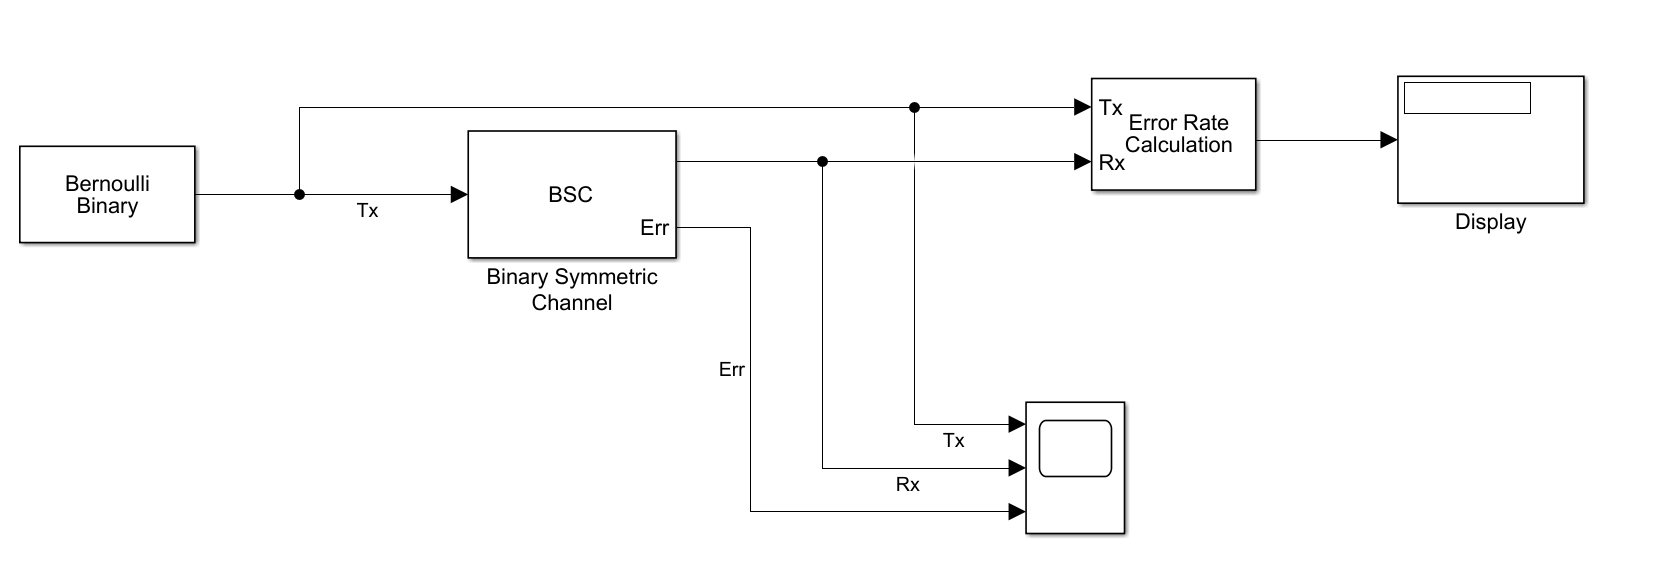 Bernoulli
Binary
Tx
BSC
Err
Binary Symmetric
Channel
Tx
Rx
Error Rate
Calculation
Display
Err
Tx
Rx